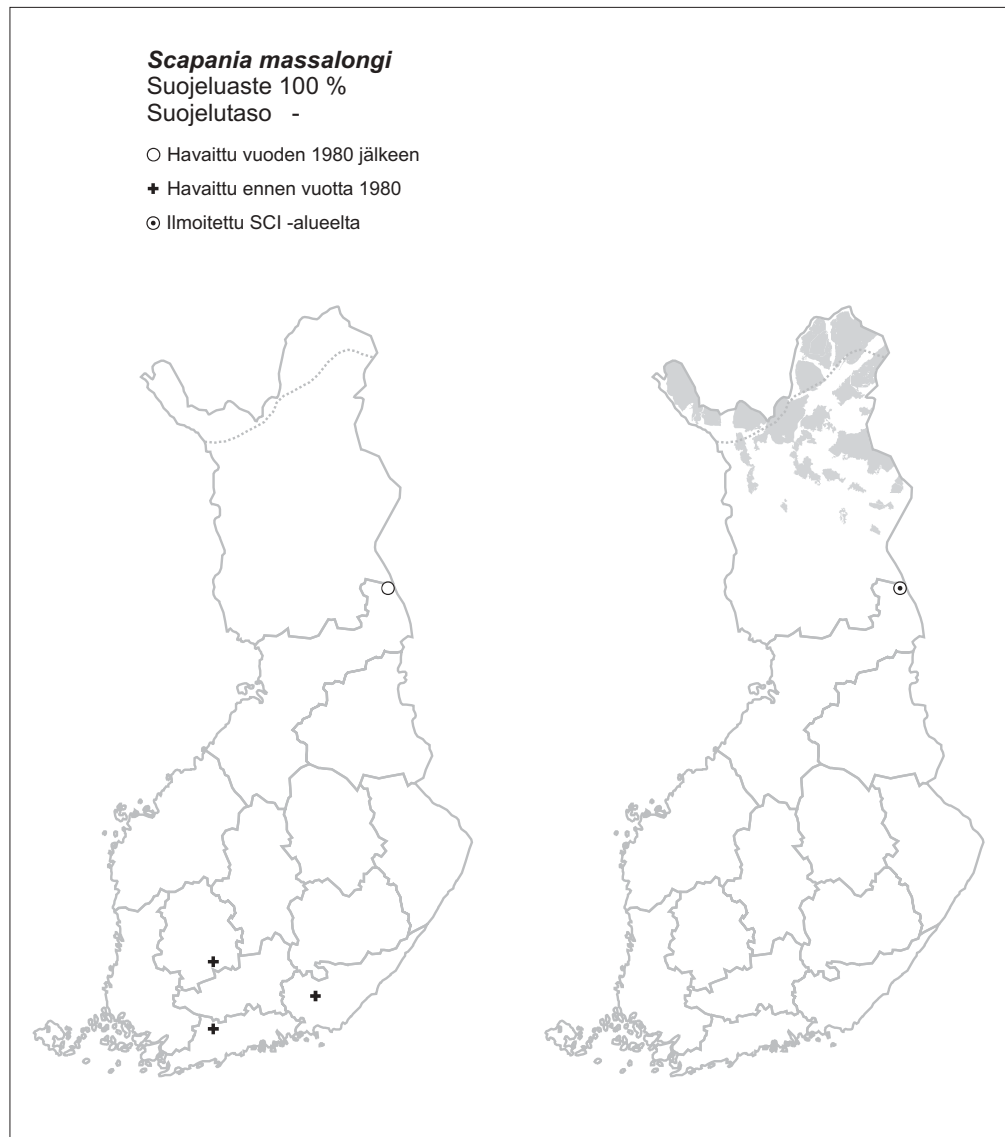 Scapania massalongi
Suojeluaste 100 %
Suojelutaso -
Havaittu vuoden 1980 jälkeen
Havaittu ennen vuotta 1980
Ilmoitettu SCI -alueelta